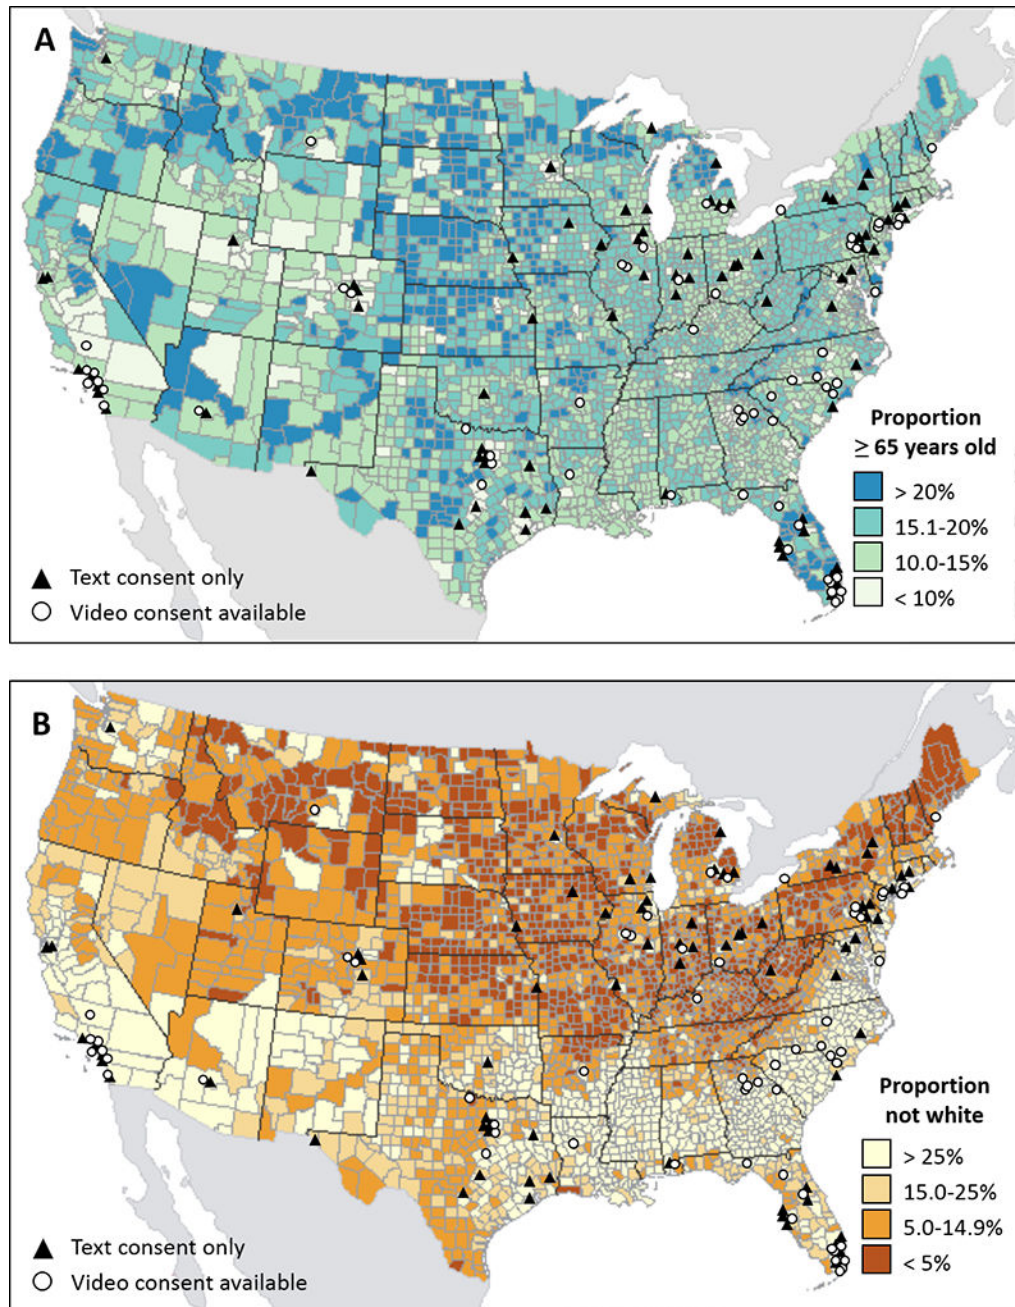 A
Proportion
≥ 65 years old
> 20%
15.1-20%
10.0-15%
< 10%
Text consent only
Video consent available
B
Proportion
not white
> 25%
15.0-25%
5.0-14.9%
< 5%
Text consent only
Video consent available